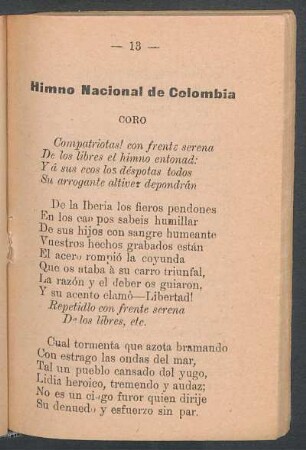 — 13 —
Himno Nacional de Colombia
CORO
Compatriotas! con frente serena
De los libres el himno entonad:
Y á sus ecos los déspotas todos
Su arrogante altivez depondrán
De la Iberia los fieros pendones
En los campos sabeis humillar
De sus hijos con sangre humeante
Vuestros hechos grabados están
El acero rompió la coyunda
Que os ataba á su carro triunfal,
La razón y el deber os guiaron,
Y su acento clamó—Libertad!
Repetidlo con frente serena
De los libres, etc.
Cual tormenta que azota bramando
Con estrago las ondas del mar,
Tal un pueblo cansado del yugo,
Lidia heroico, tremendo y audaz;
No es un ciego furor quien dirije
Su denuedo y esfuerzo sin par.